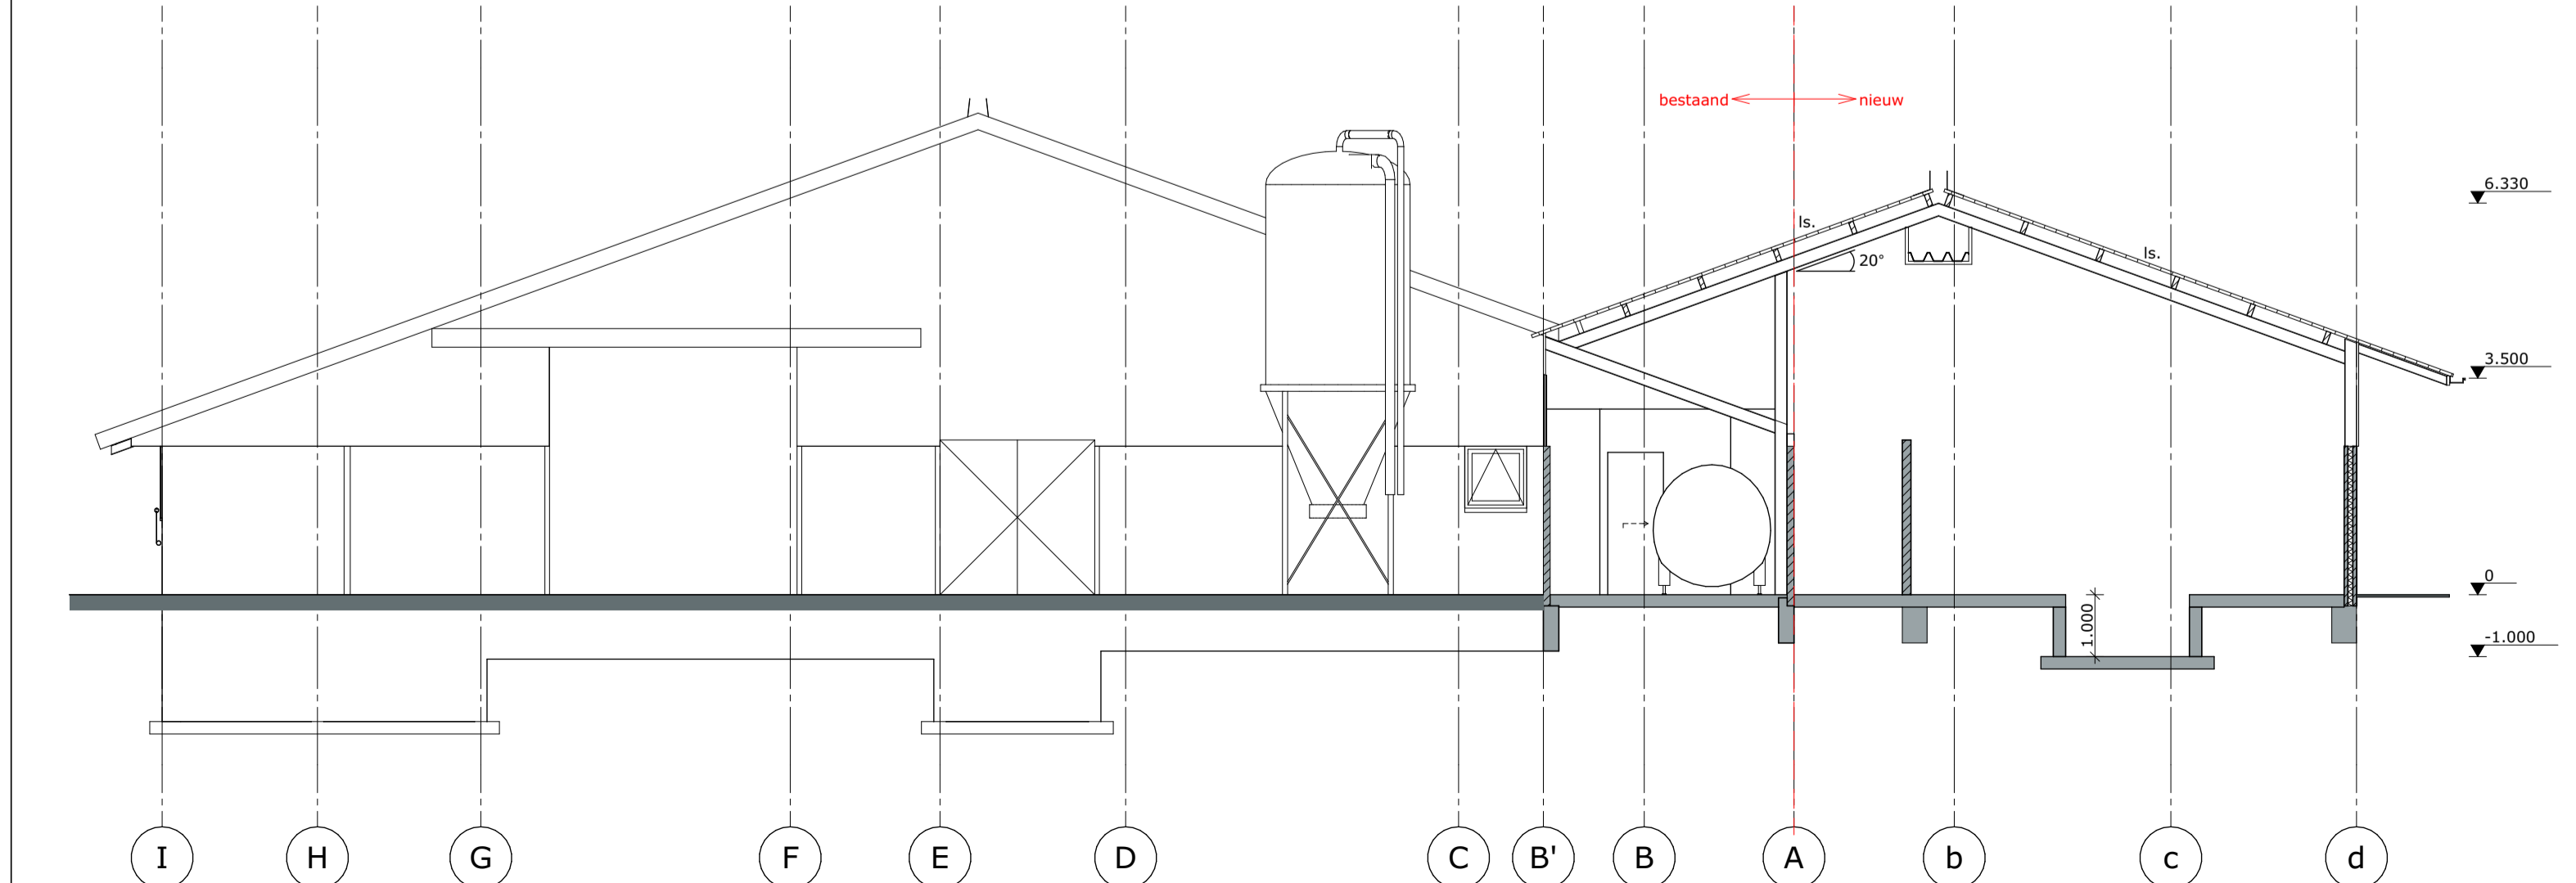 bestaand
nieuw
6.330
ls.
ls.
20°
3.500
0
1.000
-1.000
I
H
G
F
E
D
C
B'
B
A
b
c
d